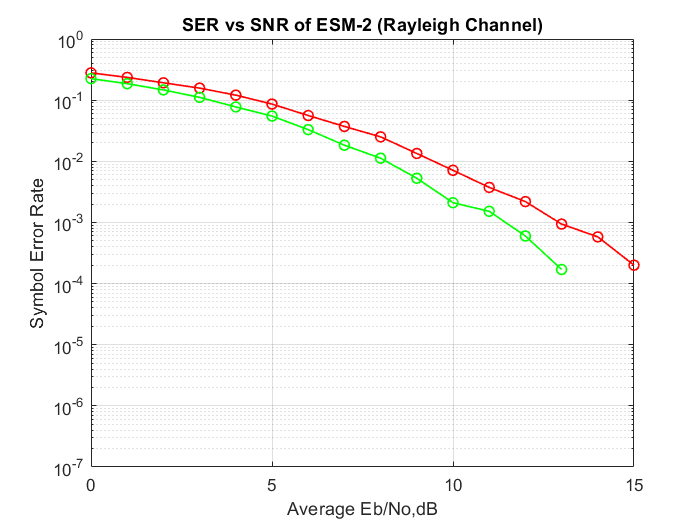 SER vs SNR of ESM-2 (Rayleigh Channel)
10^0
10^-1
10^-2
10^-3
10^-4
10^-5
10^-6
10^-7
Symbol Error Rate
0 5 10 15
Average Eb/No,dB